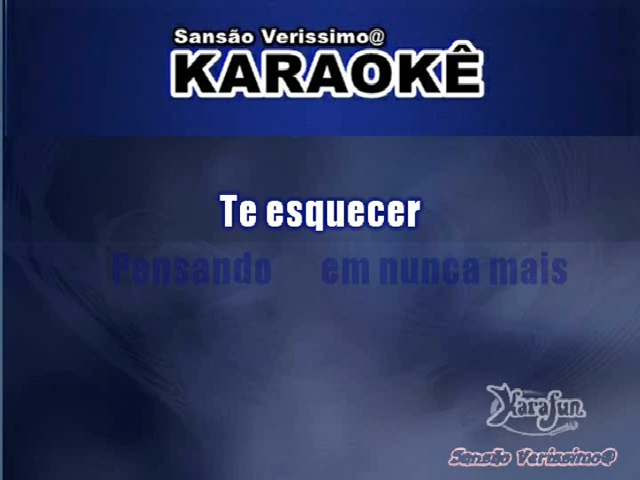 Sansão Verissimo@
KARAOKÊ
Te esquecer
Pensando em nunca mais
Karafun
Sansão Verissimo@